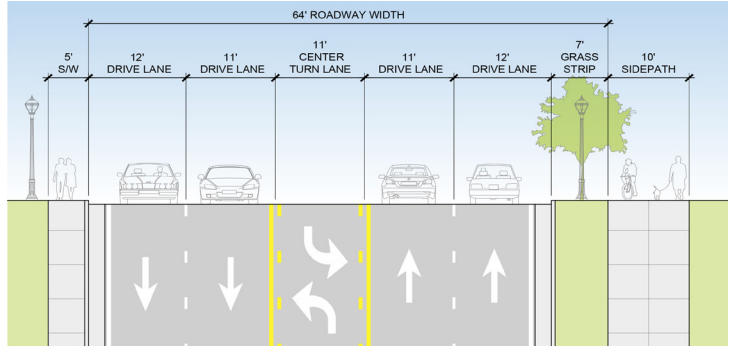 64' ROADWAY WIDTH
5'
S/W
12'
DRIVE LANE
11'
DRIVE LANE
11'
CENTER
TURN LANE
11'
DRIVE LANE
12'
DRIVE LANE
7'
GRASS
STRIP
10'
SIDEPATH